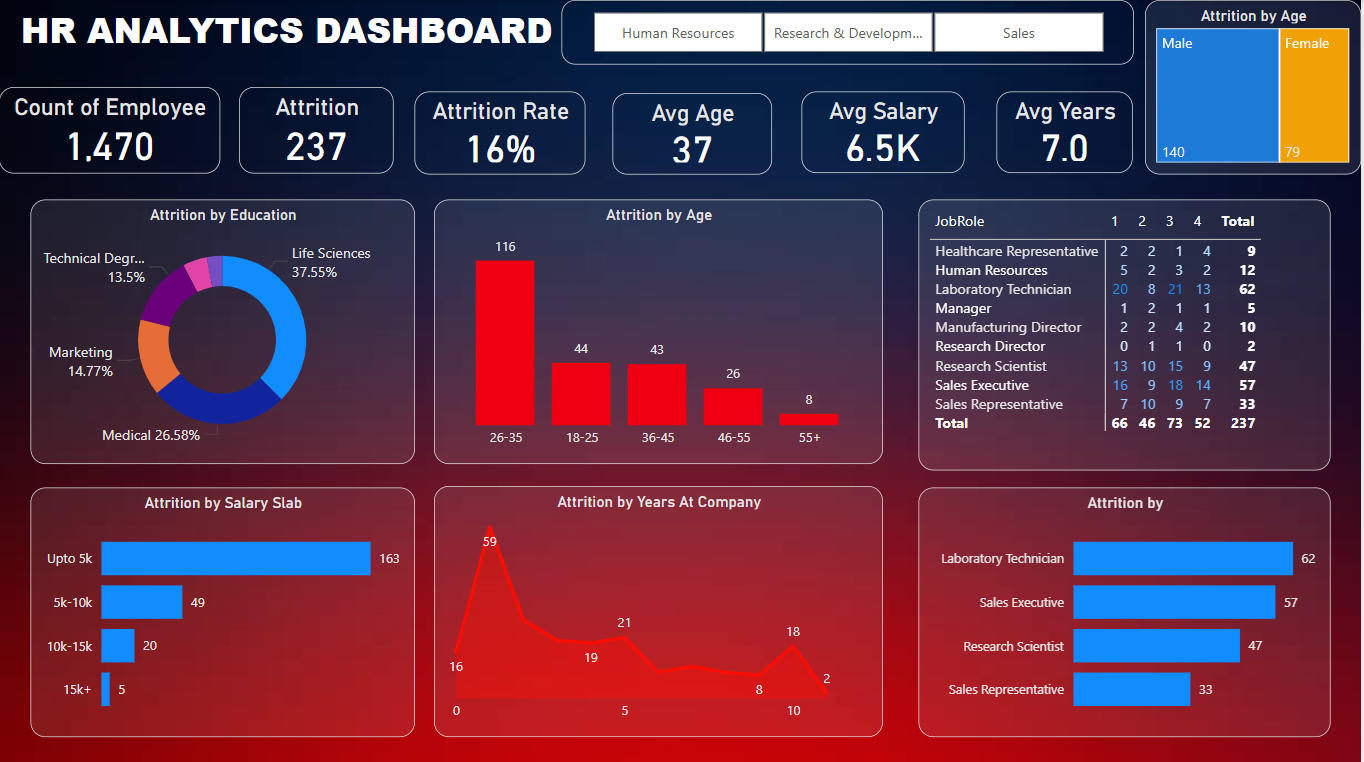 HR ANALYTICS DASHBOARD
Human Resources
Research & Developm...
Sales
Attrition by Age
Male
Female
140
79
Count of Employee
1,470
Attrition
237
Attrition Rate
16%
Avg Age
37
Avg Salary
6.5K
Avg Years
7.0
Attrition by Education
Life Sciences
37.55%
Technical Degr...
13.5%
Marketing
14.77%
Medical 26.58%
Attrition by Age
116
44
43
26
8
26-35 18-25 36-45 46-55 55+
JobRole 1 2 3 4 Total
Healthcare Representative 2 2 1 4 9
Human Resources 5 2 3 2 12
Laboratory Technician 20 8 21 13 62
Manager 1 2 1 1 5
Manufacturing Director 2 2 4 2 10
Research Director 0 1 1 0 2
Research Scientist 13 10 15 9 47
Sales Executive 16 9 18 14 57
Sales Representative 7 10 9 7 33
Total 66 46 73 52 237
Attrition by Salary Slab
Upto 5k 163
5k-10k 49
10k-15k 20
15k+ 5
Attrition by Years At Company
59
16
19
21
8
18
2
0 5 10
Attrition by
Laboratory Technician 62
Sales Executive 57
Research Scientist 47
Sales Representative 33